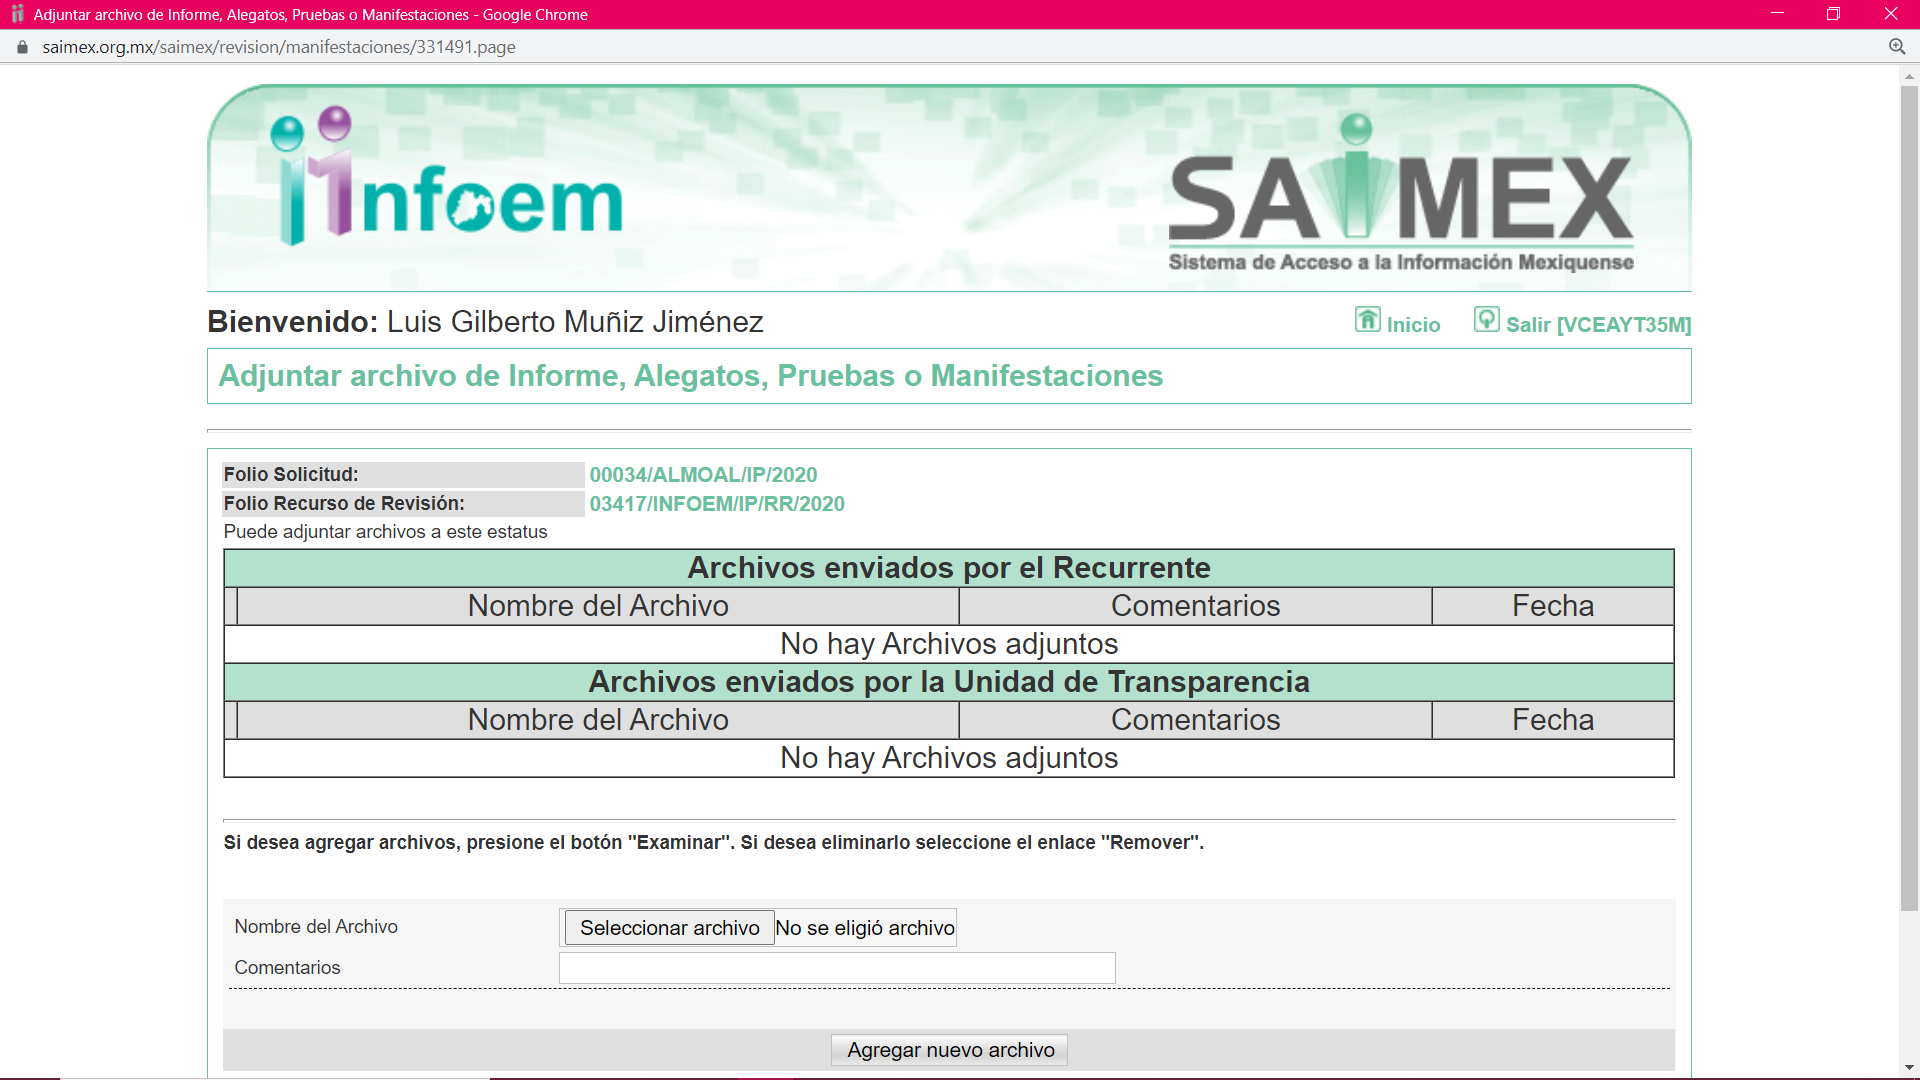 Adjuntar archivo de Informe, Alegatos, Pruebas o Manifestaciones - Google Chrome
saimex.org.mx/saimex/revision/manifestaciones/331491.page
infoem
SAIMEX
Sistema de Acceso a la Información Mexiquense
Bienvenido: Luis Gilberto Muñiz Jiménez
Inicio Salir [VCEAYT35M]
Adjuntar archivo de Informe, Alegatos, Pruebas o Manifestaciones
Folio Solicitud: 00034/ALMOAL/IP/2020
Folio Recurso de Revisión: 03417/INFOEM/IP/RR/2020
Puede adjuntar archivos a este estatus
Archivos enviados por el Recurrente
Nombre del Archivo Comentarios Fecha
No hay Archivos adjuntos
Archivos enviados por la Unidad de Transparencia
Nombre del Archivo Comentarios Fecha
No hay Archivos adjuntos
Si desea agregar archivos, presione el botón "Examinar". Si desea eliminarlo seleccione el enlace "Remover".
Nombre del Archivo Seleccionar archivo No se eligió archivo
Comentarios
Agregar nuevo archivo